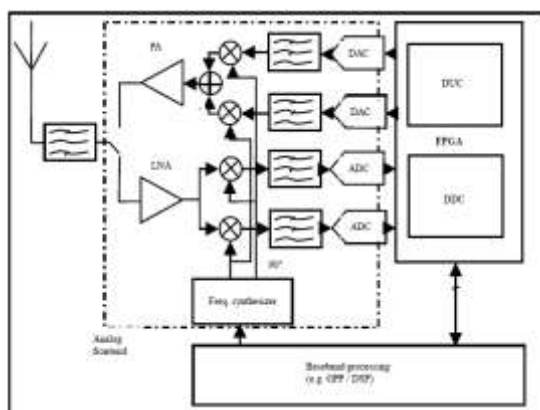 PA
DAC
DUC
DAC
FPGA
LNA
ADC
DDC
ADC
90°
Freq. synthesizer
Analog
frontend
Baseband processing
(e.g. GPP / DSP)